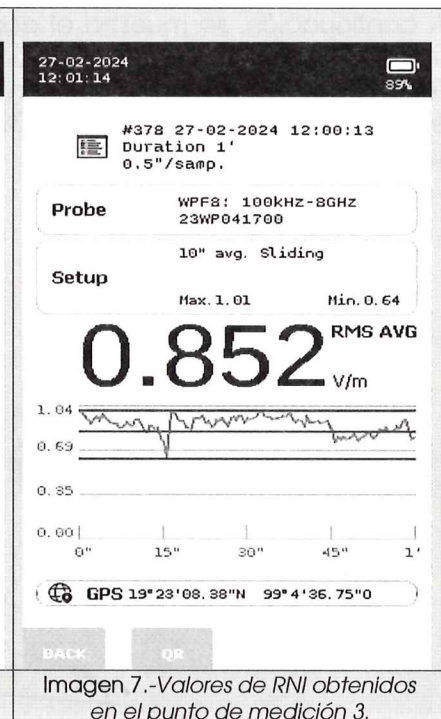 27-02-2024
12:01:14
89%
#378 27-02-2024 12:00:13
Duration 1'
0.5"/samp.
Probe
WPF8: 100kHz-8GHz
23WP041700
Setup
10" avg. Sliding
Max.1.01 Min.0.64
0.852 RMS AVG
V/m
1.04
0.69
0.35
0.00
0" 15" 30" 45" 1'
GPS 19°23'08.38"N 99°4'36.75"O
BACK QR
Imagen 7.-Valores de RNI obtenidos
en el punto de medición 3.